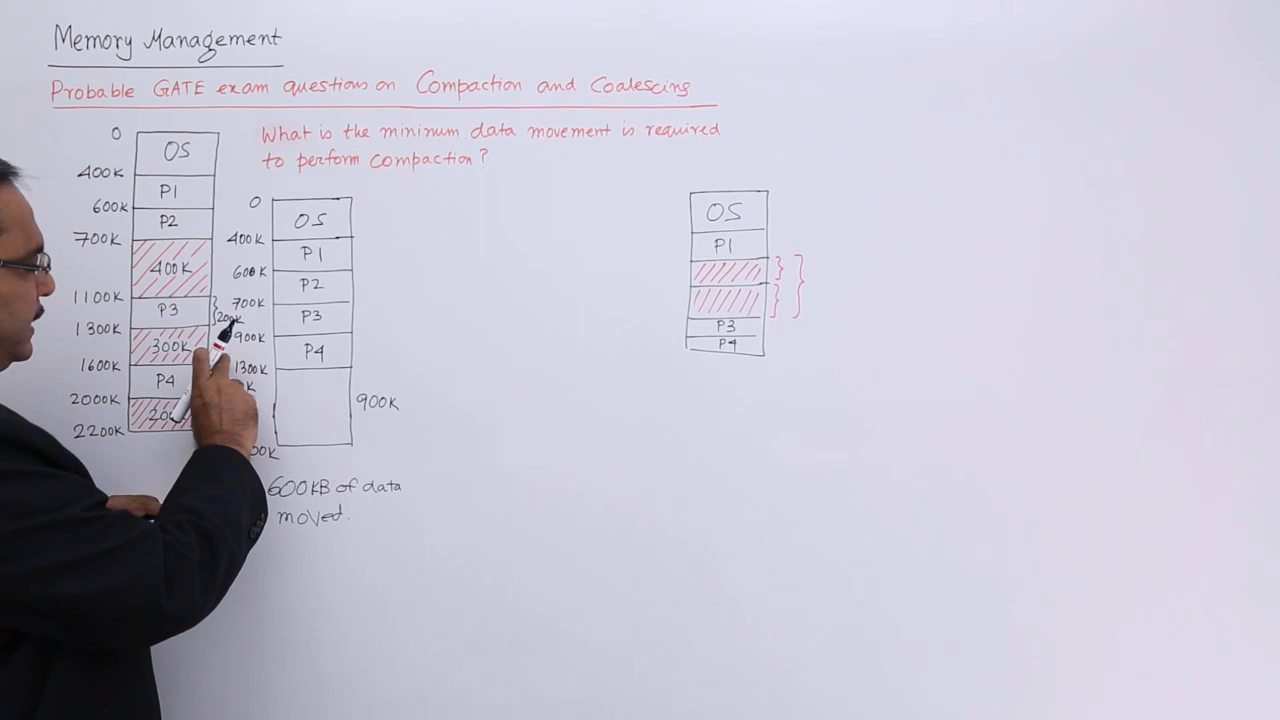 Memory Management
Probable GATE exam questions on Compaction and Coalescing
What is the minimum data movement is required
to perform compaction?
0
OS
400K
P1
600K
P2
700K
400K
1100K
P3
200K
1300K
300K
1600K
P4
2000K
2200K
0
OS
400K
P1
600K
P2
700K
P3
900K
P4
1300K
900K
600KB of data
moved.
OS
P1
P3
P4